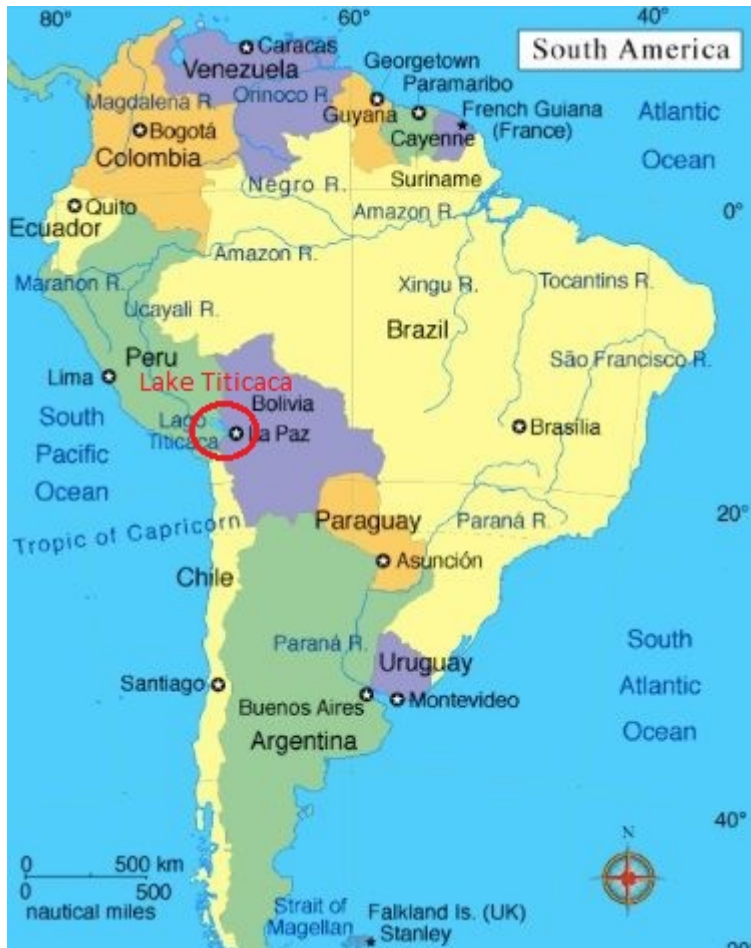 80°
60°
40°
South America
Caracas
Venezuela
Georgetown
Paramaribo
Magdalena R.
Orinoco R.
Guyana
French Guiana
(France)
Atlantic
Ocean
Bogotá
Colombia
Cayenne
Suriname
Negro R.
Quito
Ecuador
Amazon R.
0°
Amazon R.
Marañon R.
Xingu R.
Tocantins R.
Ucayali R.
Brazil
Peru
São Francisco R.
Lima
Lake Titicaca
Bolivia
South
Pacific
Ocean
Lago
Titicaca
La Paz
Brasília
Tropic of Capricorn
Paraguay
Paraná R.
20°
Asunción
Chile
Paraná R.
Uruguay
South
Atlantic
Ocean
Santiago
Buenos Aires
Montevideo
Argentina
40°
N
0 500 km
0 500
nautical miles
Strait of
Magellan
Falkland Is. (UK)
Stanley